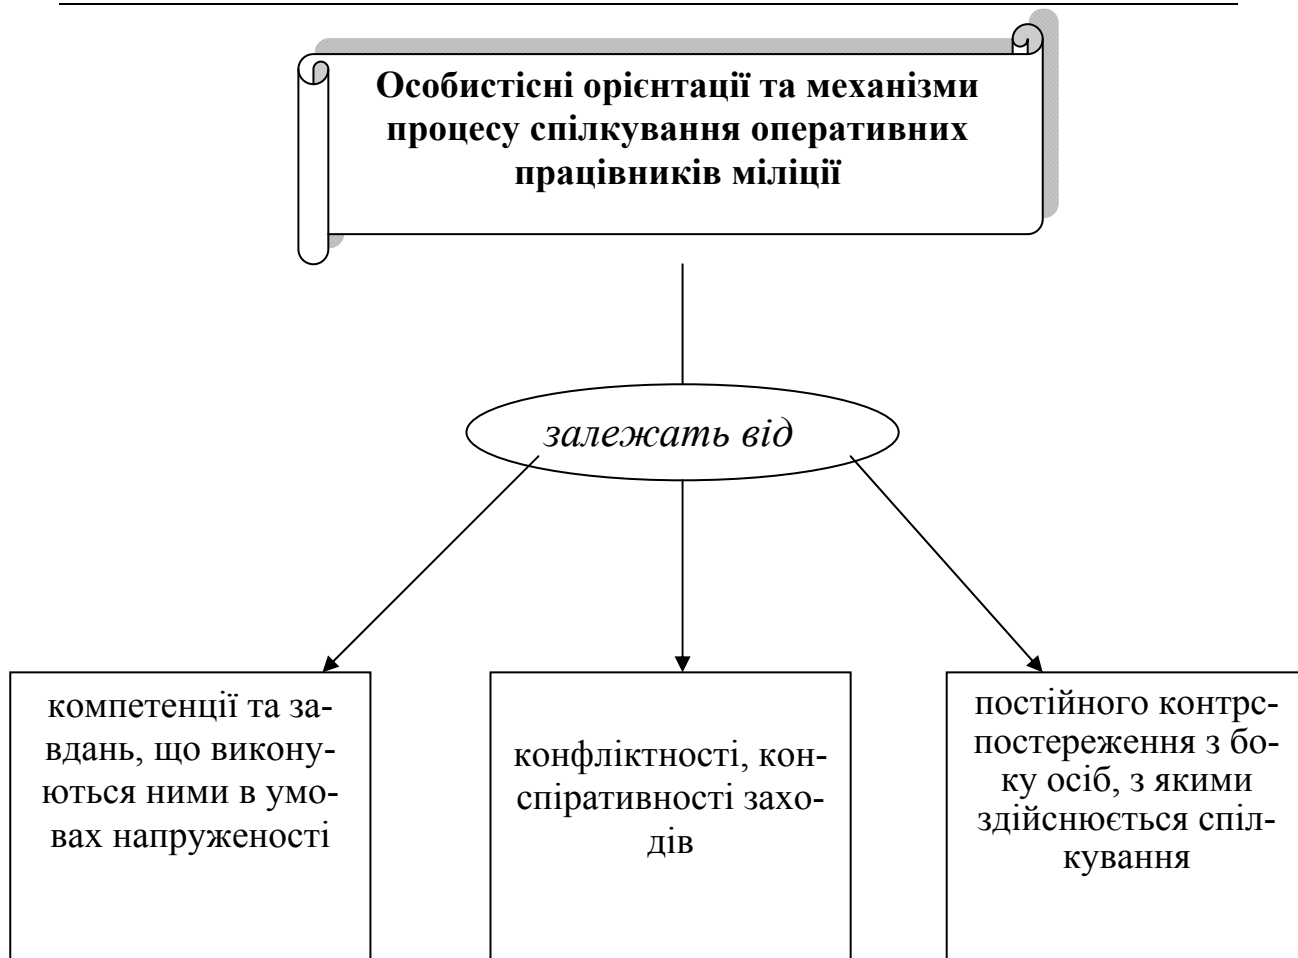 Особистісні орієнтації та механізми
процесу спілкування оперативних
працівників міліції
залежать від
компетенції та за-
вдань, що викону-
ються ними в умо-
вах напруженості
конфліктності, кон-
спіративності захо-
дів
постійного контрс-
постереження з бо-
ку осіб, з якими
здійснюється спіл-
кування